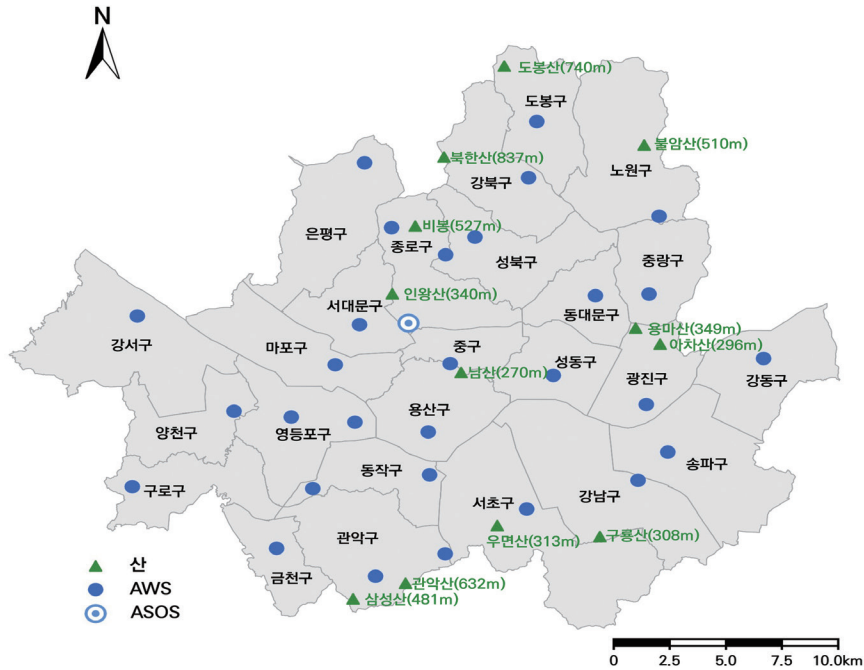 N
도봉산(740m)
도봉구
불암산(510m)
북한산(837m)
노원구
강북구
비봉(527m)
은평구
종로구
성북구
중랑구
인왕산(340m)
서대문구
동대문구
용마산(349m)
강서구
마포구
중구
아차산(296m)
성동구
남산(270m)
광진구
강동구
용산구
양천구
영등포구
동작구
송파구
구로구
서초구
강남구
관악구
우면산(313m)
구룡산(308m)
금천구
관악산(632m)
삼성산(481m)
산
AWS
ASOS
0 2.5 5.0 7.5 10.0km